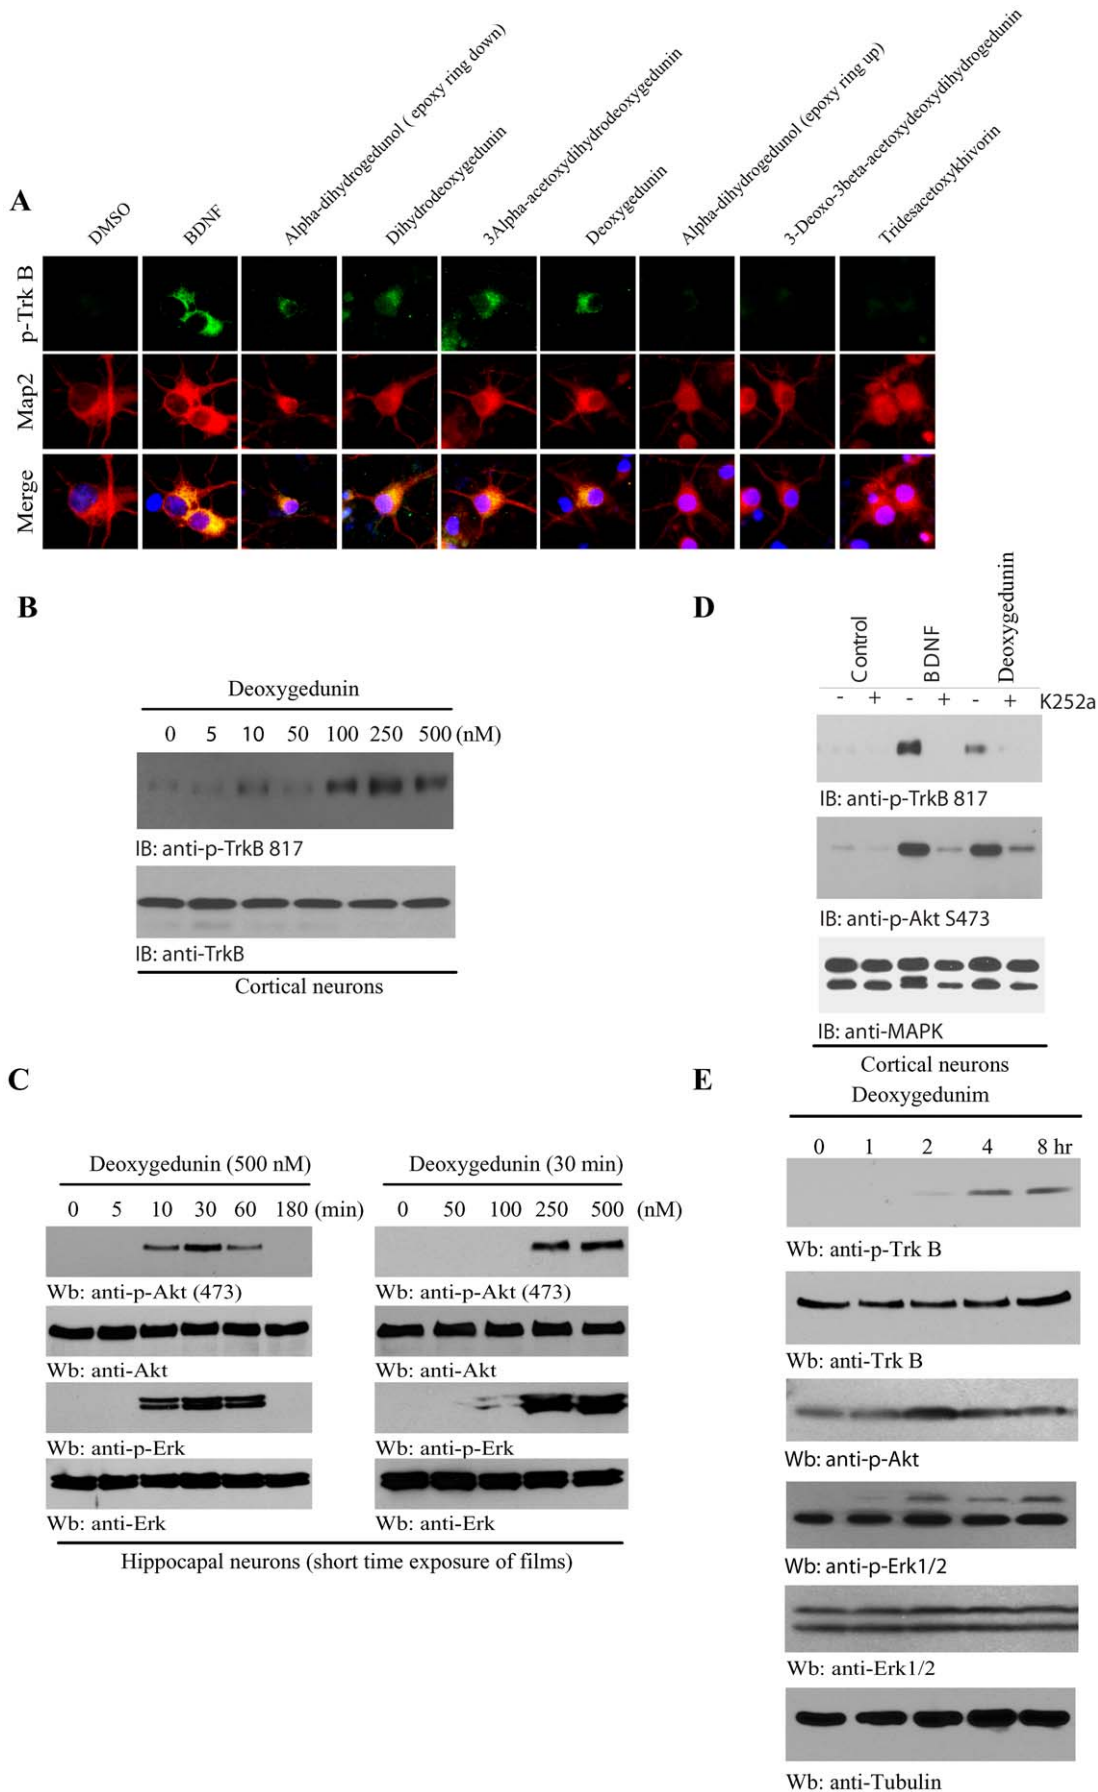 A
DMSO
BDNF
Alpha-dihydrogedunol ( epoxy ring down)
Dihydrodeoxygedunin
3Alpha-acetoxydihydrodeoxygedunin
Deoxygedunin
Alpha-dihydrogedunol (epoxy ring up)
3-Deoxo-3beta-acetoxydeoxydihydrogedunin
Tridesacetoxykhivorin
p-Trk B
Map2
Merge
B
Deoxygedunin
0 5 10 50 100 250 500 (nM)
IB: anti-p-TrkB 817
IB: anti-TrkB
Cortical neurons
D
Control
BDNF
Deoxygedunin
- + - + - + K252a
IB: anti-p-TrkB 817
IB: anti-p-Akt S473
IB: anti-MAPK
Cortical neurons
C
Deoxygedunin (500 nM)
0 5 10 30 60 180 (min)
Wb: anti-p-Akt (473)
Wb: anti-Akt
Wb: anti-p-Erk
Wb: anti-Erk
Deoxygedunin (30 min)
0 50 100 250 500 (nM)
Wb: anti-p-Akt (473)
Wb: anti-Akt
Wb: anti-p-Erk
Wb: anti-Erk
Hippocapal neurons (short time exposure of films)
E
Deoxygedunim
0 1 2 4 8 hr
Wb: anti-p-Trk B
Wb: anti-Trk B
Wb: anti-p-Akt
Wb: anti-p-Erk1/2
Wb: anti-Erk1/2
Wb: anti-Tubulin